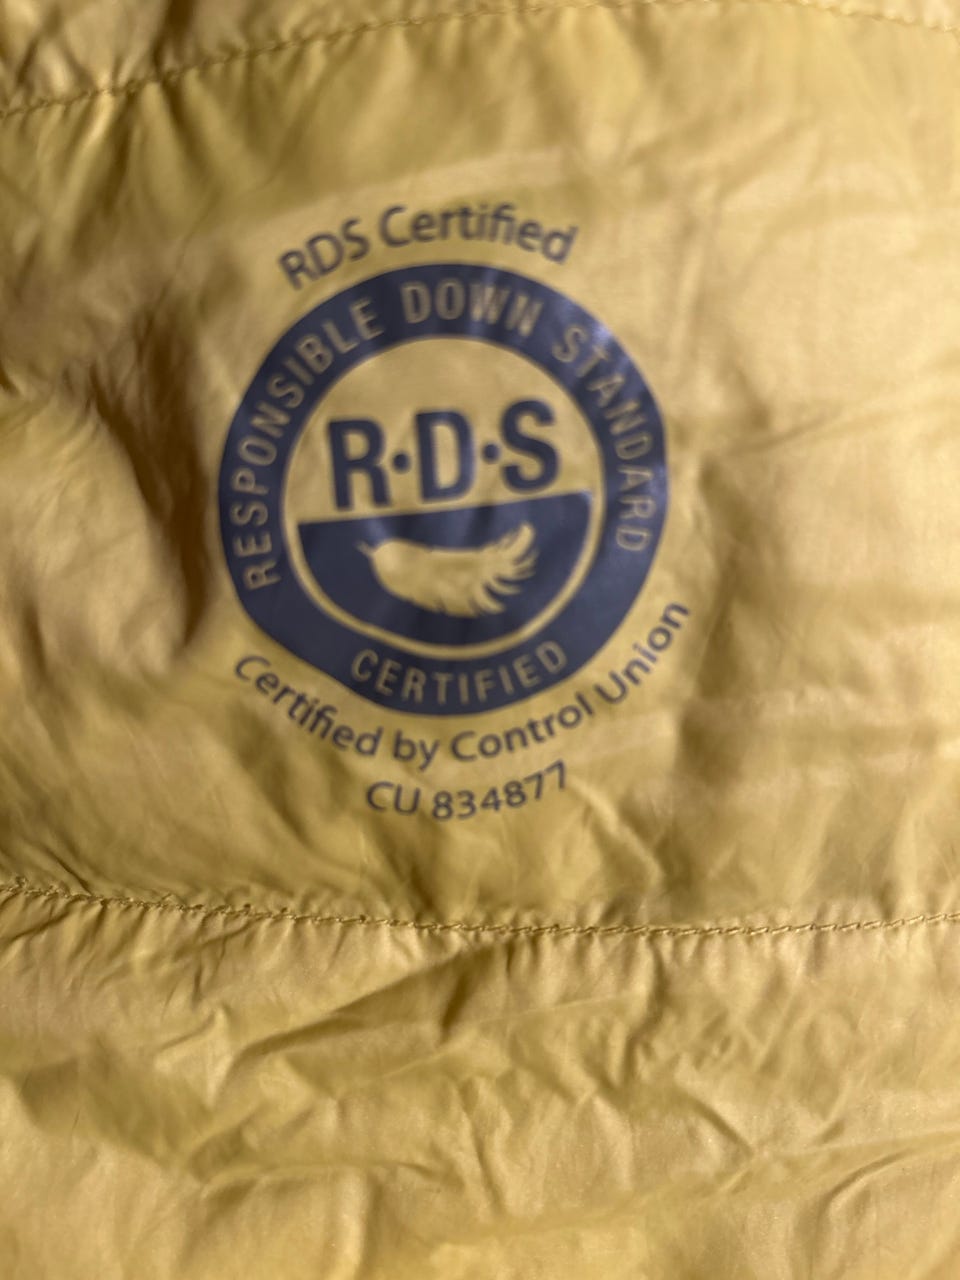 RDS Certified
RESPONSIBLE DOWN STANDARD
R·D·S
CERTIFIED
Certified by Control Union
CU 834877